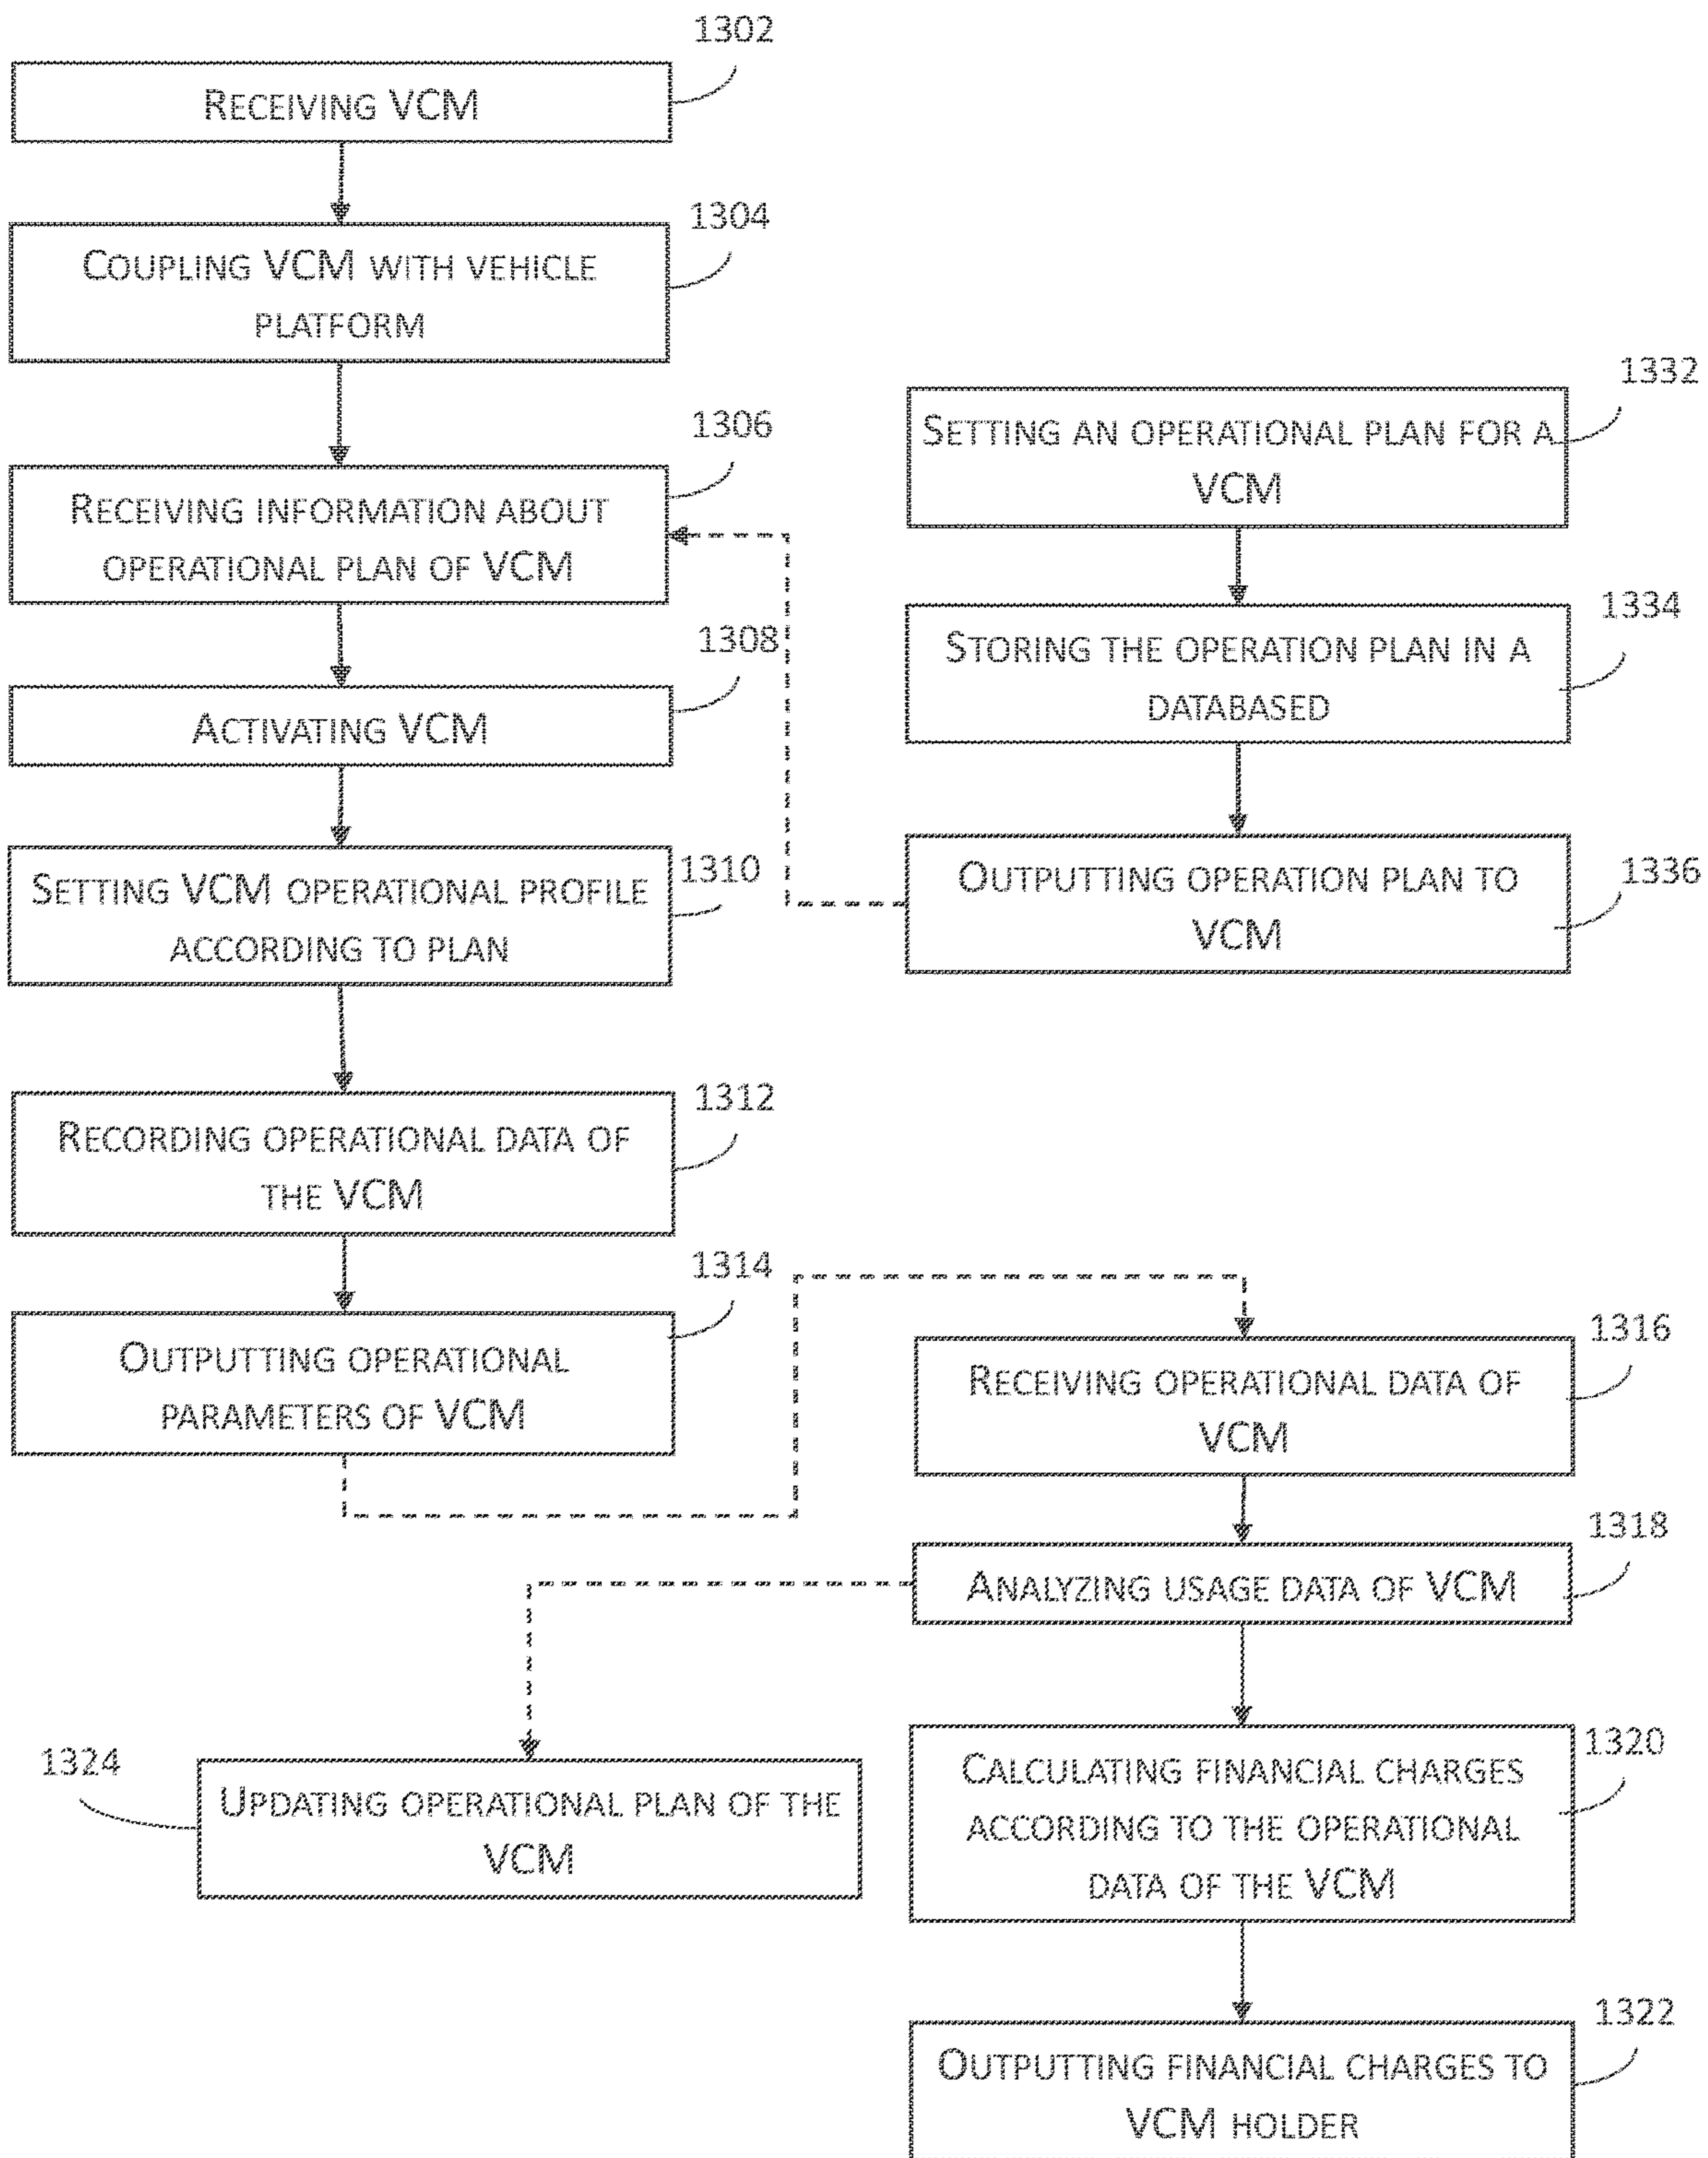 1302
RECEIVING VCM
1304
COUPLING VCM WITH VEHICLE
PLATFORM
1306
RECEIVING INFORMATION ABOUT
OPERATIONAL PLAN OF VCM
1308
ACTIVATING VCM
1310
SETTING VCM OPERATIONAL PROFILE
ACCORDING TO PLAN
1312
RECORDING OPERATIONAL DATA OF
THE VCM
1314
OUTPUTTING OPERATIONAL
PARAMETERS OF VCM
1332
SETTING AN OPERATIONAL PLAN FOR A
VCM
1334
STORING THE OPERATION PLAN IN A
DATABASED
1336
OUTPUTTING OPERATION PLAN TO
VCM
1316
RECEIVING OPERATIONAL DATA OF
VCM
1318
ANALYZING USAGE DATA OF VCM
1324
UPDATING OPERATIONAL PLAN OF THE
VCM
1320
CALCULATING FINANCIAL CHARGES
ACCORDING TO THE OPERATIONAL
DATA OF THE VCM
1322
OUTPUTTING FINANCIAL CHARGES TO
VCM HOLDER